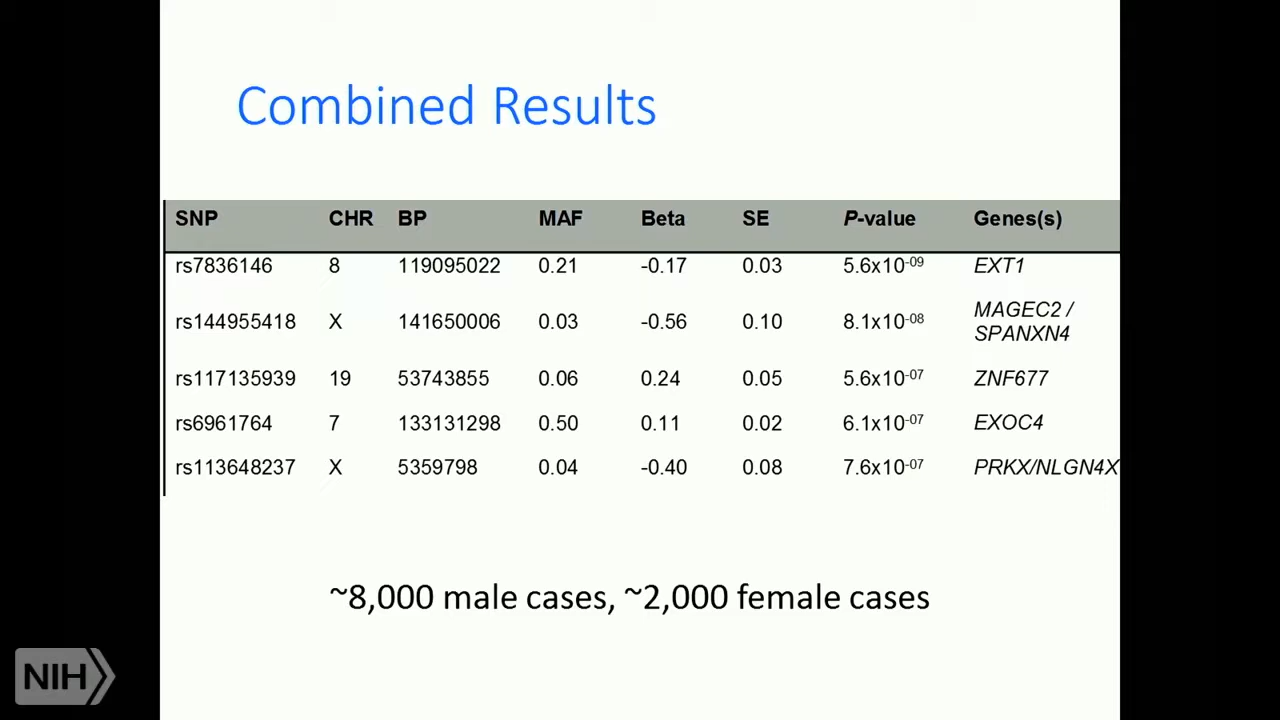 Combined Results
SNP CHR BP MAF Beta SE P-value Genes(s)
rs7836146 8 119095022 0.21 -0.17 0.03 5.6x10⁻⁰⁹ EXT1
rs144955418 X 141650006 0.03 -0.56 0.10 8.1x10⁻⁰⁸ MAGEC2 /
SPANXN4
rs117135939 19 53743855 0.06 0.24 0.05 5.6x10⁻⁰⁷ ZNF677
rs6961764 7 133131298 0.50 0.11 0.02 6.1x10⁻⁰⁷ EXOC4
rs113648237 X 5359798 0.04 -0.40 0.08 7.6x10⁻⁰⁷ PRKX/NLGN4X
~8,000 male cases, ~2,000 female cases
NIH